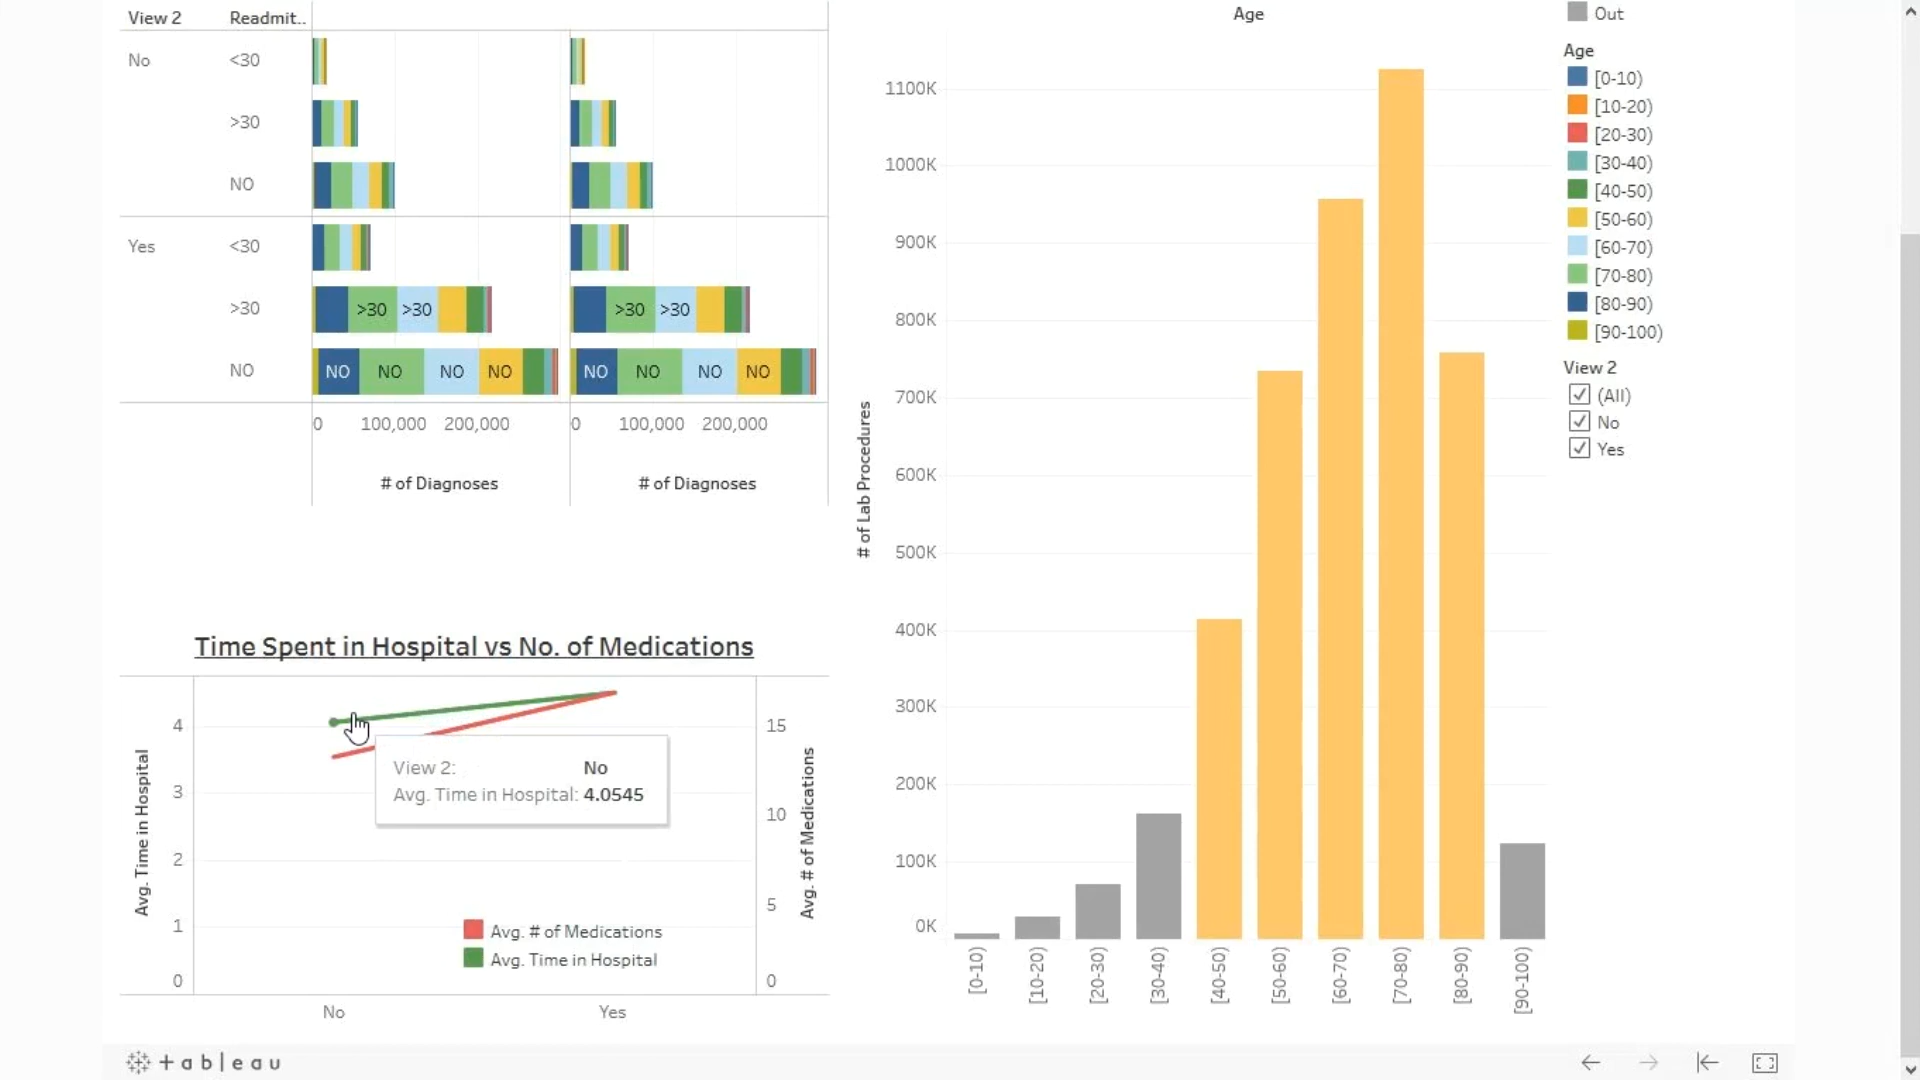 View 2 Readmit..
No <30
>30
NO
Yes <30
>30 >30 >30 >30 >30
NO NO NO NO NO NO NO NO NO
0 100,000 200,000 0 100,000 200,000
# of Diagnoses # of Diagnoses
Time Spent in Hospital vs No. of Medications
Avg. Time in Hospital
4
3
2
1
0
View 2: No
Avg. Time in Hospital: 4.0545
Avg. # of Medications
Avg. Time in Hospital
15
10
5
0
Avg. # of Medications
No Yes
Age
# of Lab Procedures
1100K
1000K
900K
800K
700K
600K
500K
400K
300K
200K
100K
0K
[0-10) [10-20) [20-30) [30-40) [40-50) [50-60) [60-70) [70-80) [80-90) [90-100)
Out
Age
[0-10)
[10-20)
[20-30)
[30-40)
[40-50)
[50-60)
[60-70)
[70-80)
[80-90)
[90-100)
View 2
(All)
No
Yes
+ableau